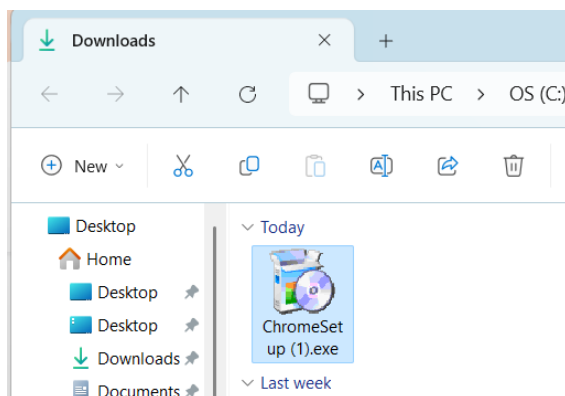 Downloads
This PC > OS (C:)
New
Desktop
Home
Desktop
Desktop
Downloads
Documents
Today
ChromeSet
up (1).exe
Last week